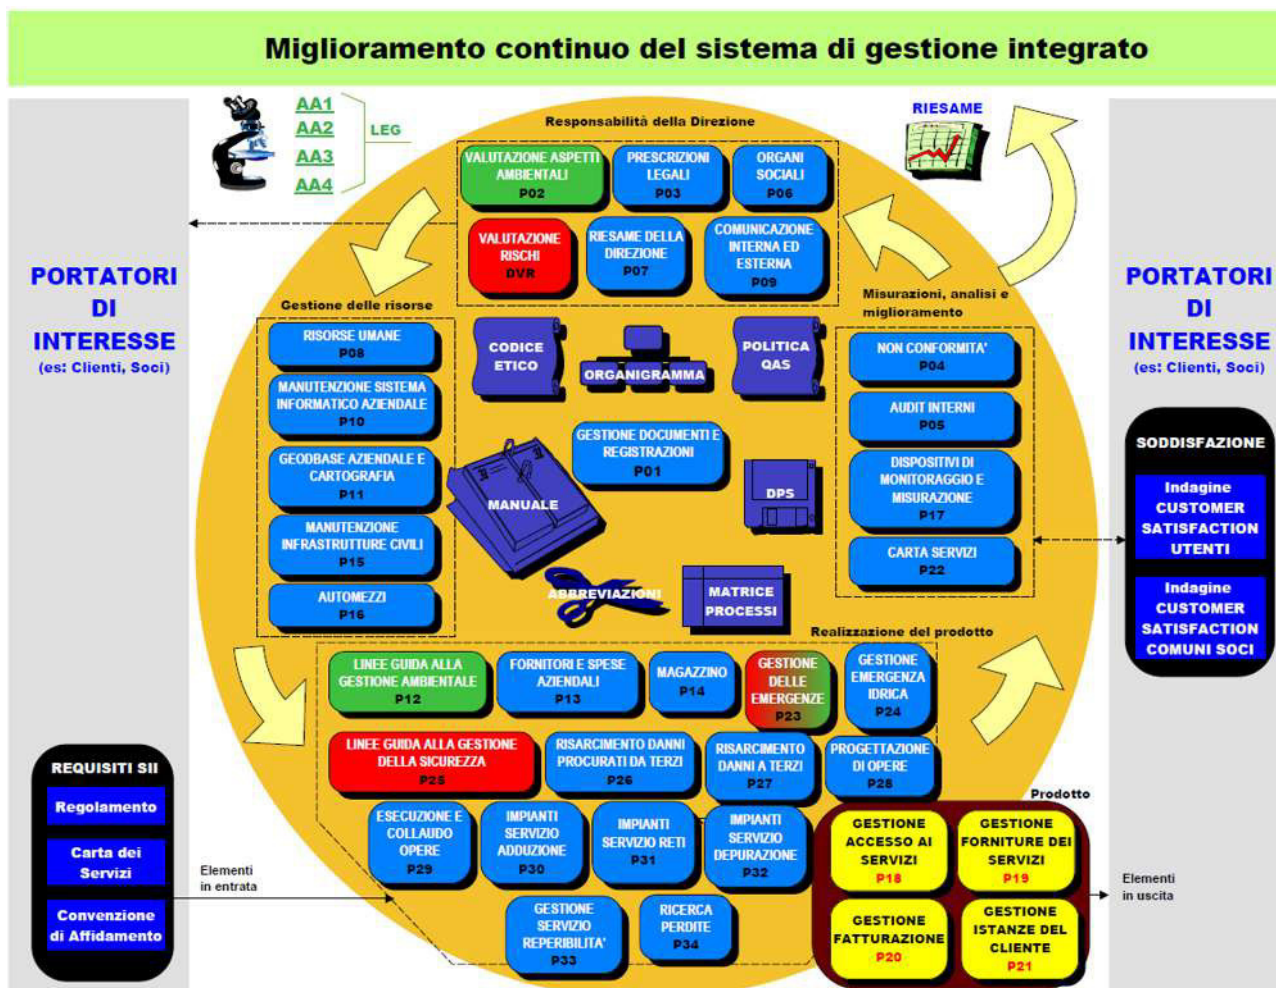 Miglioramento continuo del sistema di gestione integrato
AA1
AA2
AA3
AA4
LEG
RIESAME
Responsabilità della Direzione
VALUTAZIONE ASPETTI
AMBIENTALI
P02
PRESCRIZIONI
LEGALI
P03
ORGANI
SOCIALI
P06
VALUTAZIONE
RISCHI
DVR
RIESAME DELLA
DIREZIONE
P07
COMUNICAZIONE
INTERNA ED
ESTERNA
P09
PORTATORI
DI
INTERESSE
(es: Clienti, Soci)
Gestione delle risorse
RISORSE UMANE
P08
MANUTENZIONE SISTEMA
INFORMATICO AZIENDALE
P10
GEODBASE AZIENDALE E
CARTOGRAFIA
P11
MANUTENZIONE
INFRASTRUTTURE CIVILI
P15
AUTOMEZZI
P16
CODICE
ETICO
ORGANIGRAMMA
POLITICA
QAS
GESTIONE DOCUMENTI E
REGISTRAZIONI
P01
MANUALE
DPS
ABBREVIAZIONI
MATRICE
PROCESSI
Misurazioni, analisi e
miglioramento
NON CONFORMITA'
P04
AUDIT INTERNI
P05
DISPOSITIVI DI
MONITORAGGIO E
MISURAZIONE
P17
CARTA SERVIZI
P22
PORTATORI
DI
INTERESSE
(es: Clienti, Soci)
SODDISFAZIONE
Indagine
CUSTOMER
SATISFACTION
UTENTI
Indagine
CUSTOMER
SATISFACTION
COMUNI SOCI
Realizzazione del prodotto
LINEE GUIDA ALLA
GESTIONE AMBIENTALE
P12
FORNITORI E SPESE
AZIENDALI
P13
MAGAZZINO
P14
GESTIONE
DELLE
EMERGENZE
P23
GESTIONE
EMERGENZA
IDRICA
P24
LINEE GUIDA ALLA GESTIONE
DELLA SICUREZZA
P25
RISARCIMENTO DANNI
PROCURATI DA TERZI
P26
RISARCIMENTO
DANNI A TERZI
P27
PROGETTAZIONE
DI OPERE
P28
ESECUZIONE E
COLLAUDO
OPERE
P29
IMPIANTI
SERVIZIO
ADDUZIONE
P30
IMPIANTI
SERVIZIO RETI
P31
IMPIANTI
SERVIZIO
DEPURAZIONE
P32
GESTIONE
SERVIZIO
REPERIBILITA'
P33
RICERCA
PERDITE
P34
REQUISITI SII
Regolamento
Carta dei
Servizi
Convenzione
di Affidamento
Elementi
in entrata
Prodotto
GESTIONE
ACCESSO AI
SERVIZI
P18
GESTIONE
FORNITURE DEI
SERVIZI
P19
GESTIONE
FATTURAZIONE
P20
GESTIONE
ISTANZE DEL
CLIENTE
P21
Elementi
in uscita